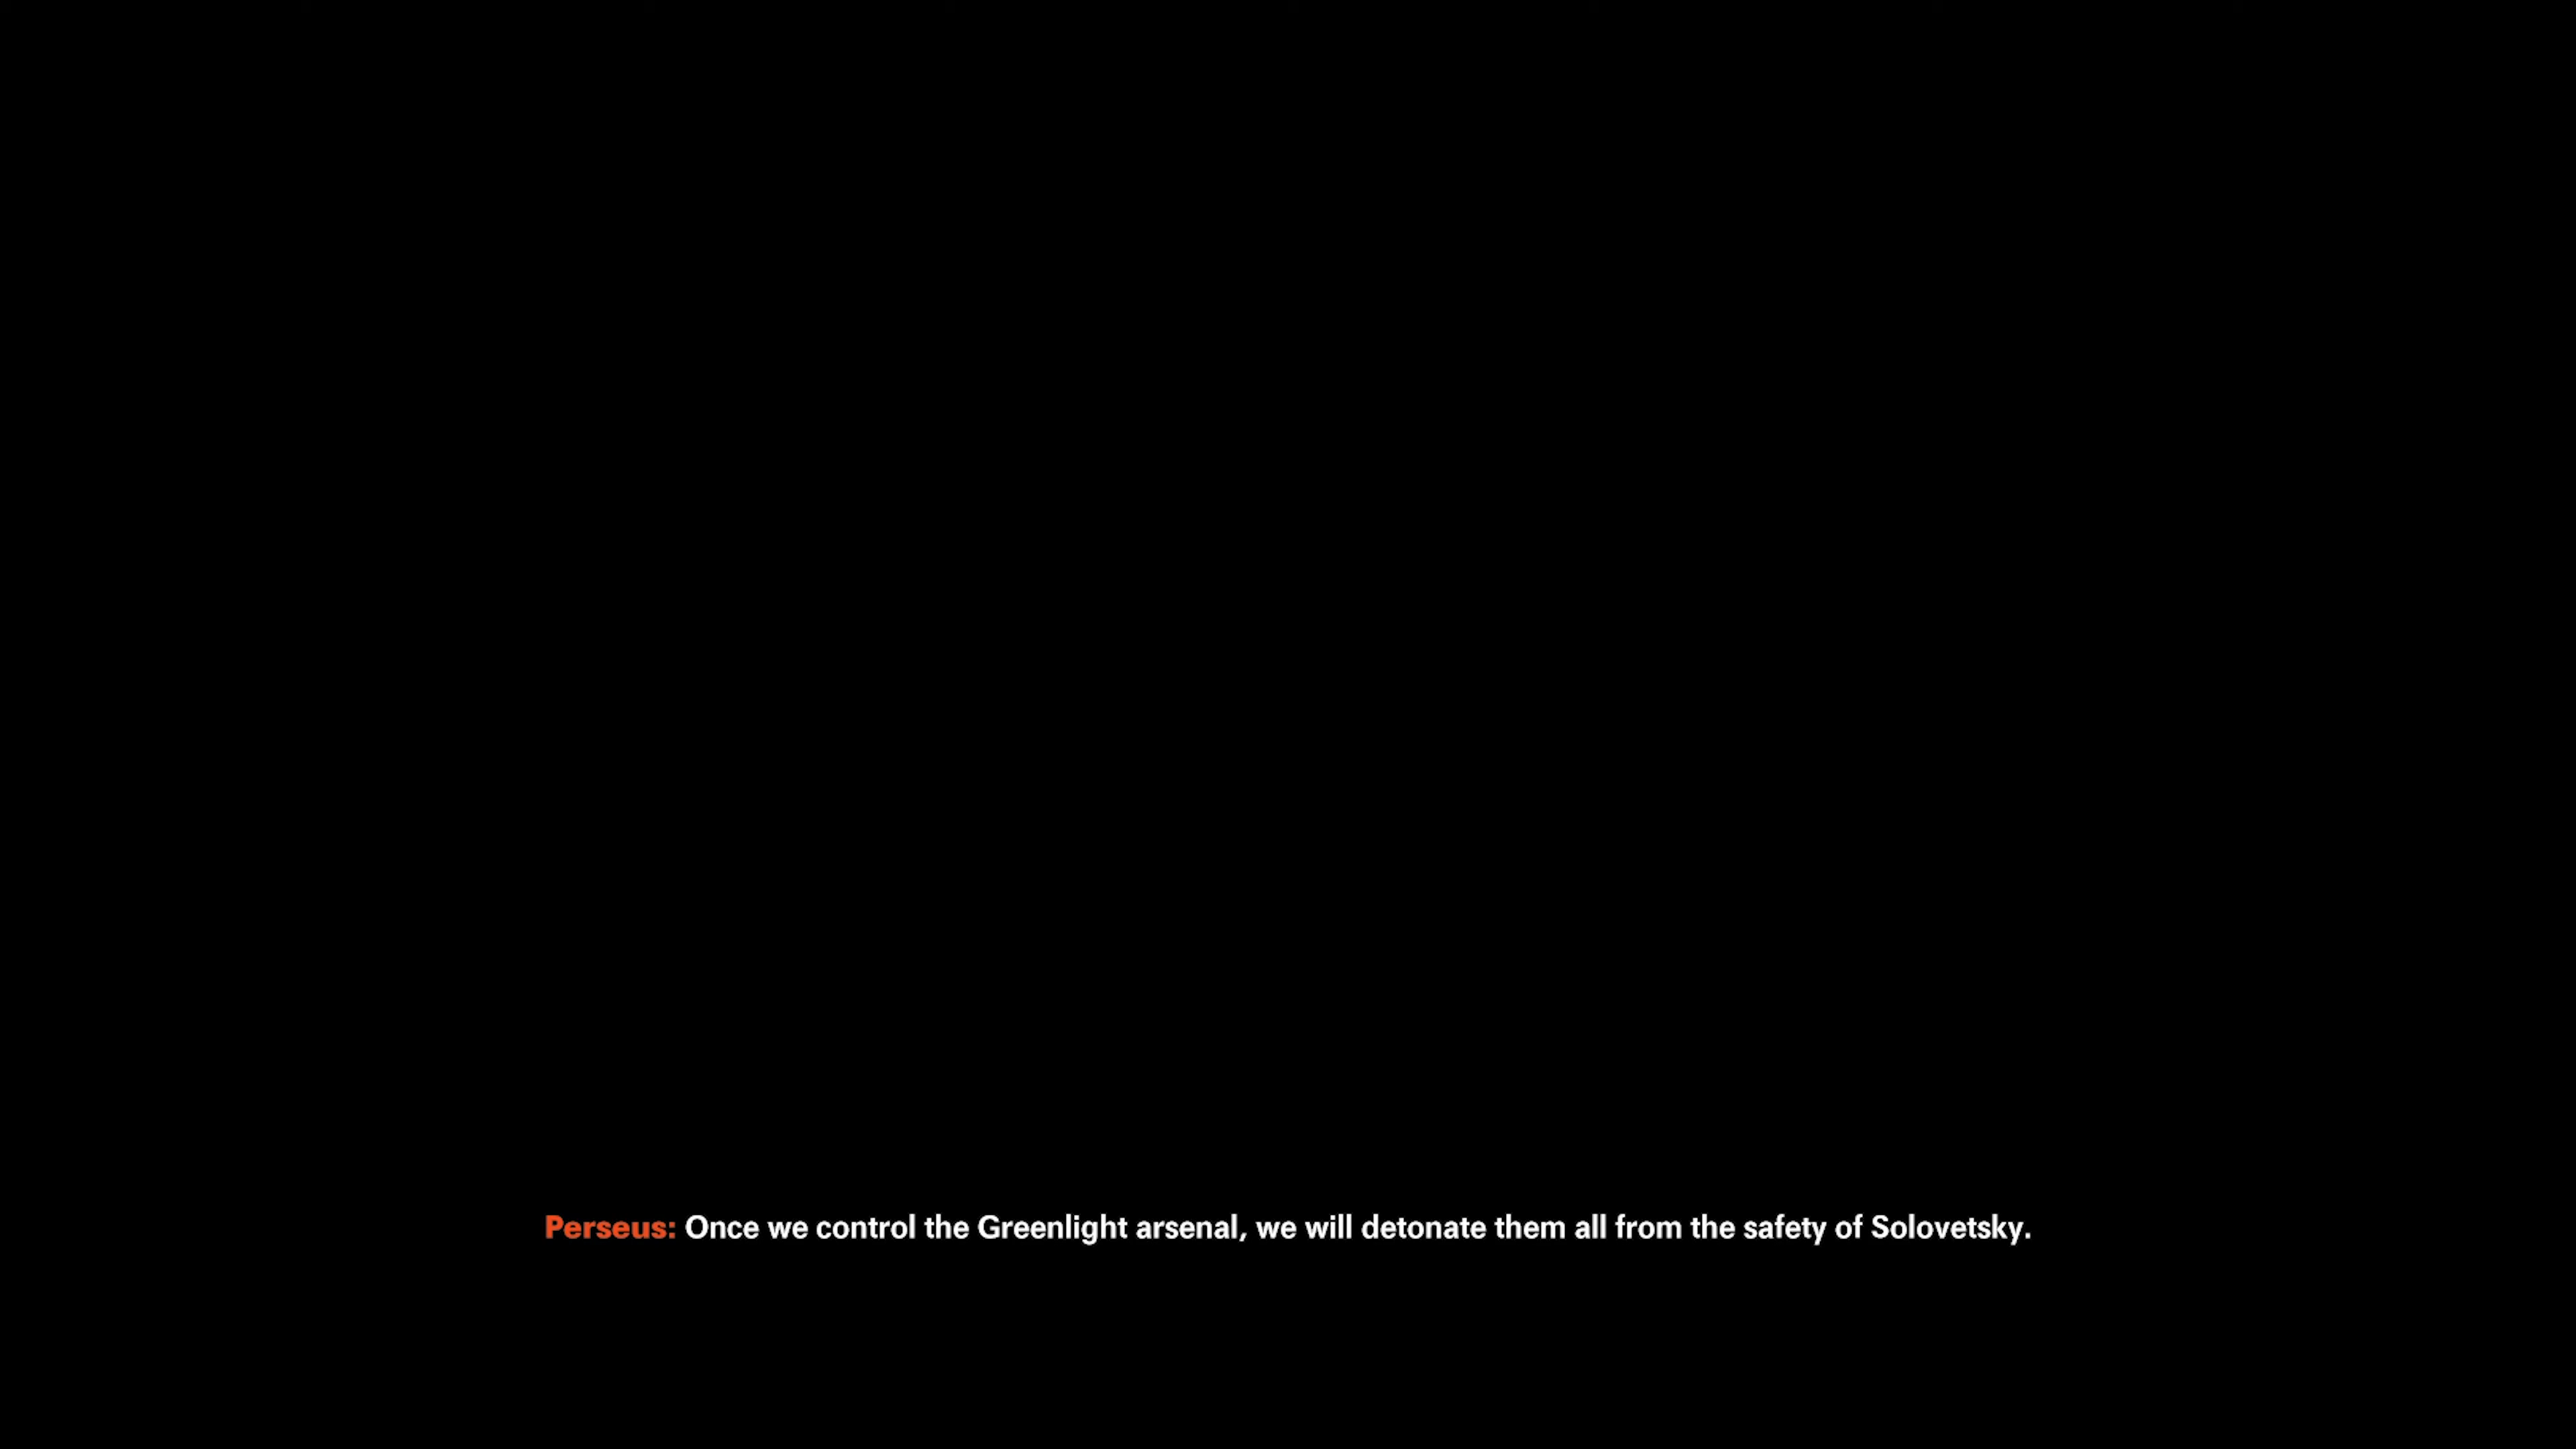 Perseus: Once we control the Greenlight arsenal, we will detonate them all from the safety of Solovetsky.